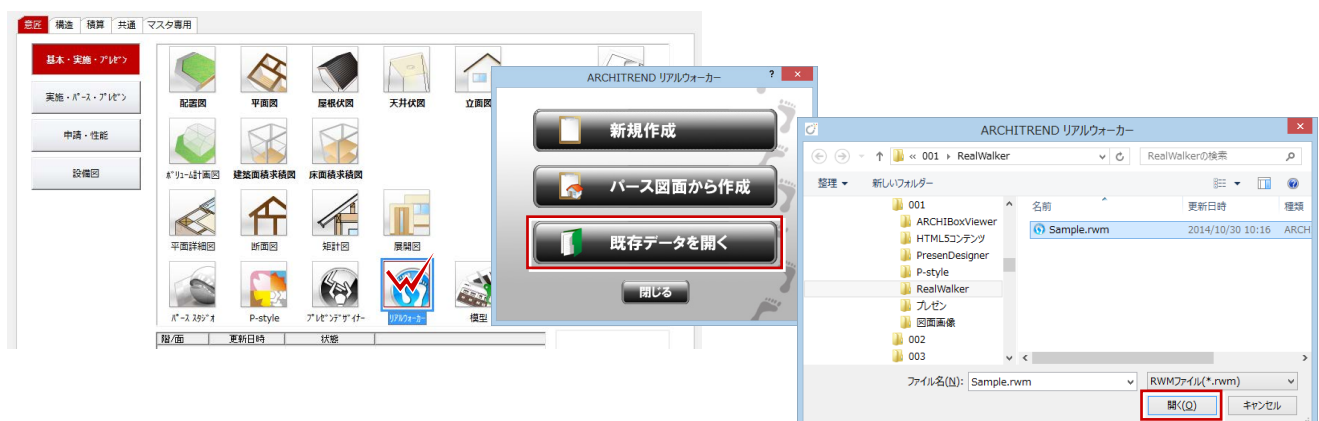 意匠 構造 積算 共通 マスタ専用
基本・実施・プレゼン
実施・パース・プレゼン
申請・性能
設備図
配置図 平面図 屋根伏図 天井伏図 立面図
ボリューム計画図 建築面積求積図 床面積求積図
平面詳細図 断面図 矩計図 展開図
パース スタジオ P-style プレゼンデザイナー リアルウォーカー 模型
階/面 更新日時 状態
ARCHITREND リアルウォーカー ? ×
新規作成
パース図面から作成
既存データを開く
閉じる
ARCHITREND リアルウォーカー ×
« 001 RealWalker RealWalkerの検索
整理 新しいフォルダー
001
ARCHIBoxViewer
HTML5コンテンツ
PresenDesigner
P-style
RealWalker
プレゼン
図面画像
002
003
名前 更新日時 種類
Sample.rwm 2014/10/30 10:16 ARCH
ファイル名(N): Sample.rwm RWMファイル(*.rwm)
開く(O) キャンセル